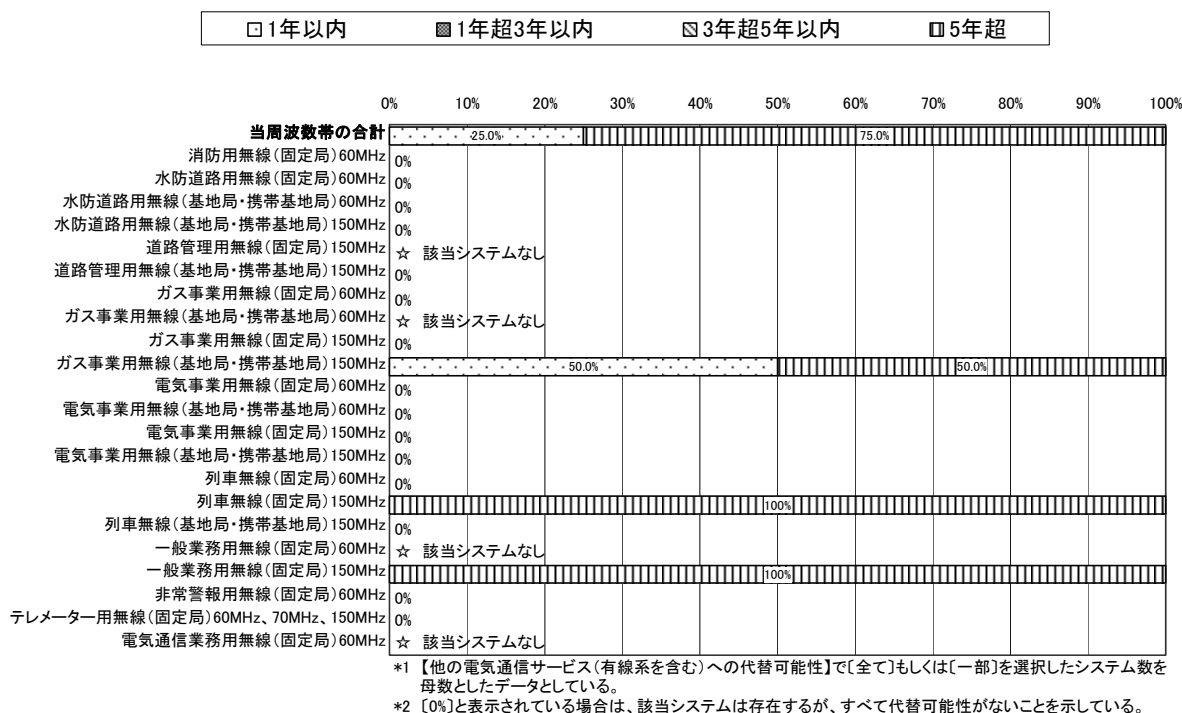 1年以内 1年超3年以内 3年超5年以内 5年超
0% 10% 20% 30% 40% 50% 60% 70% 80% 90% 100%
当周波数帯の合計 25.0% 75.0%
消防用無線(固定局)60MHz 0%
水防道路用無線(固定局)60MHz 0%
水防道路用無線(基地局・携帯基地局)60MHz 0%
水防道路用無線(基地局・携帯基地局)150MHz 0%
道路管理用無線(固定局)150MHz ☆ 該当システムなし
道路管理用無線(基地局・携帯基地局)150MHz 0%
ガス事業用無線(固定局)60MHz 0%
ガス事業用無線(基地局・携帯基地局)60MHz ☆ 該当システムなし
ガス事業用無線(固定局)150MHz 0%
ガス事業用無線(基地局・携帯基地局)150MHz 50.0% 50.0%
電気事業用無線(固定局)60MHz 0%
電気事業用無線(基地局・携帯基地局)60MHz 0%
電気事業用無線(固定局)150MHz 0%
電気事業用無線(基地局・携帯基地局)150MHz 0%
列車無線(固定局)60MHz 0%
列車無線(固定局)150MHz 100%
列車無線(基地局・携帯基地局)150MHz 0%
一般業務用無線(固定局)60MHz ☆ 該当システムなし
一般業務用無線(固定局)150MHz 100%
非常警報用無線(固定局)60MHz 0%
テレメーター用無線(固定局)60MHz、70MHz、150MHz 0%
電気通信業務用無線(固定局)60MHz ☆ 該当システムなし
*1 【他の電気通信サービス(有線系を含む)への代替可能性】で〔全て〕もしくは〔一部〕を選択したシステム数を
母数としたデータとしている。
*2 〔0%〕と表示されている場合は、該当システムは存在するが、すべて代替可能性がないことを示している。